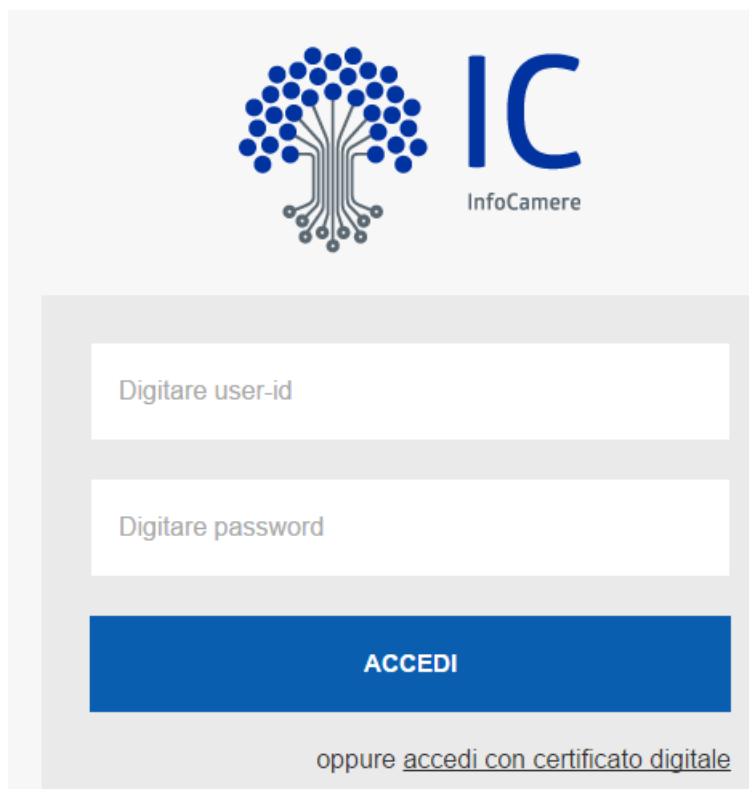 IC
InfoCamere
Digitare user-id
Digitare password
ACCEDI
oppure accedi con certificato digitale